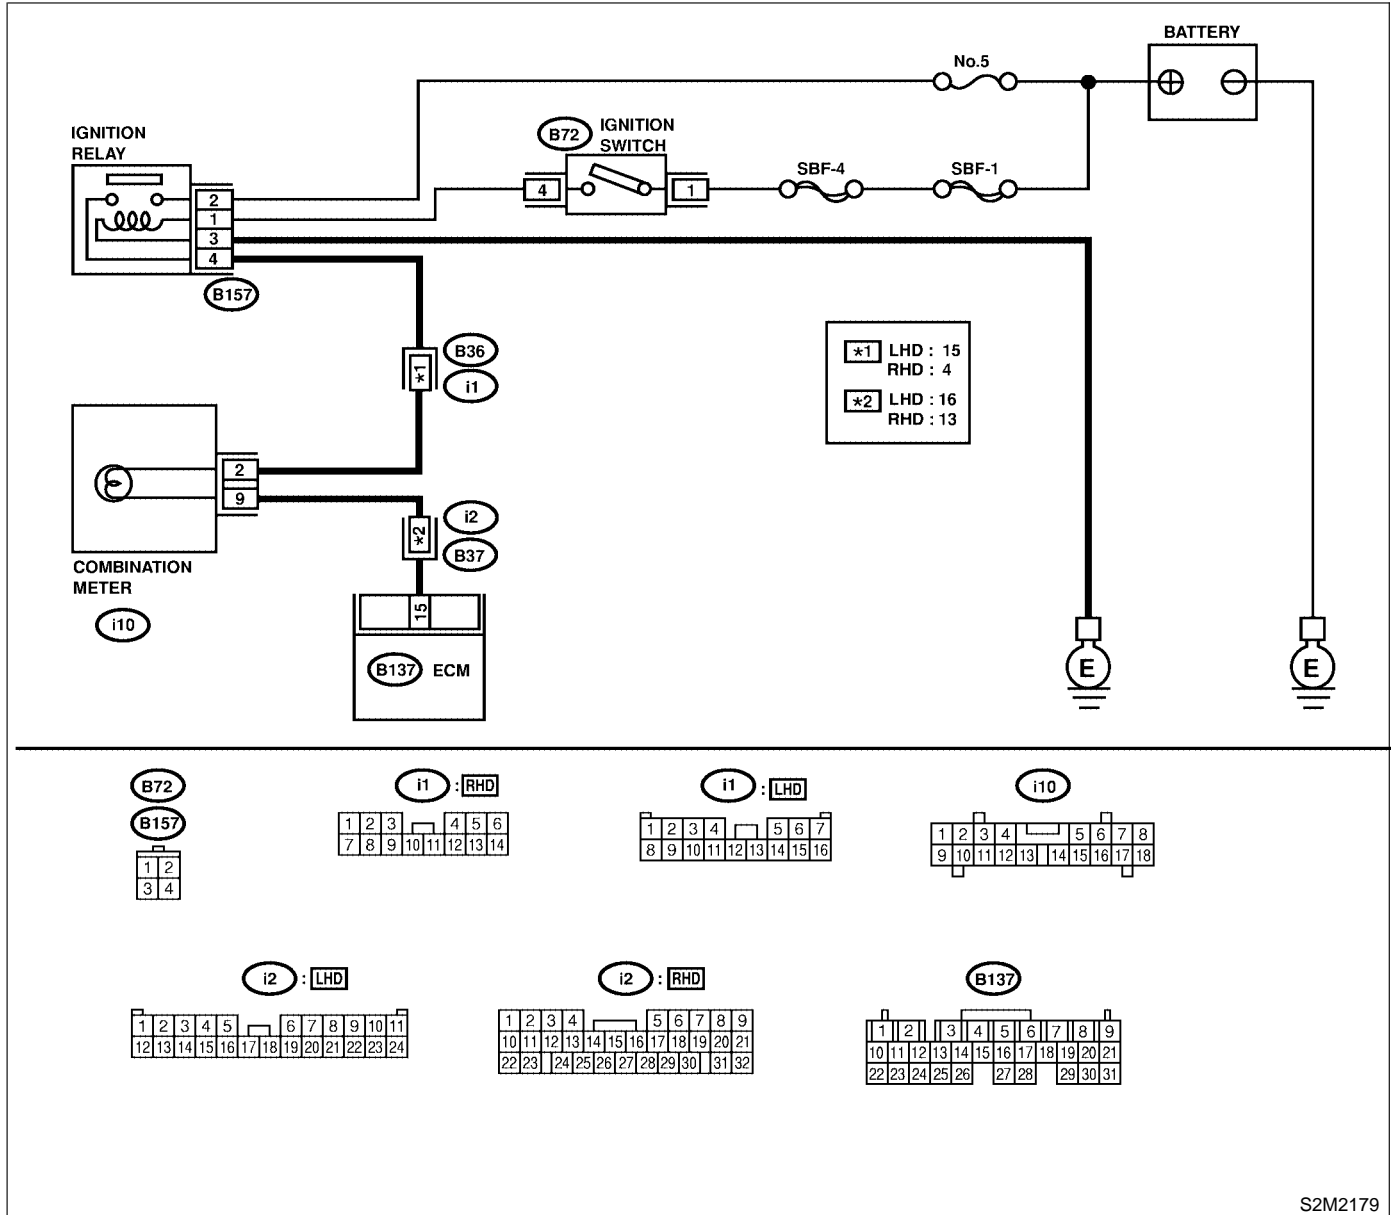 BATTERY
No.5
IGNITION
RELAY
B72
IGNITION
SWITCH
4
1
SBF-4
SBF-1
2
1
3
4
B157
*1
B36
i1
*1 LHD : 15
RHD : 4
*2 LHD : 16
RHD : 13
2
9
COMBINATION
METER
i10
*2
i2
B37
15
B137 ECM
E
E
B72
B157
1 2
3 4
i1 : RHD
1 2 3 4 5 6
7 8 9 10 11 12 13 14
i1 : LHD
1 2 3 4 5 6 7
8 9 10 11 12 13 14 15 16
i10
1 2 3 4 5 6 7 8
9 10 11 12 13 14 15 16 17 18
i2 : LHD
1 2 3 4 5 6 7 8 9 10 11
12 13 14 15 16 17 18 19 20 21 22 23 24
i2 : RHD
1 2 3 4 5 6 7 8 9
10 11 12 13 14 15 16 17 18 19 20 21
22 23 24 25 26 27 28 29 30 31 32
B137
1 2 3 4 5 6 7 8 9
10 11 12 13 14 15 16 17 18 19 20 21
22 23 24 25 26 27 28 29 30 31
S2M2179